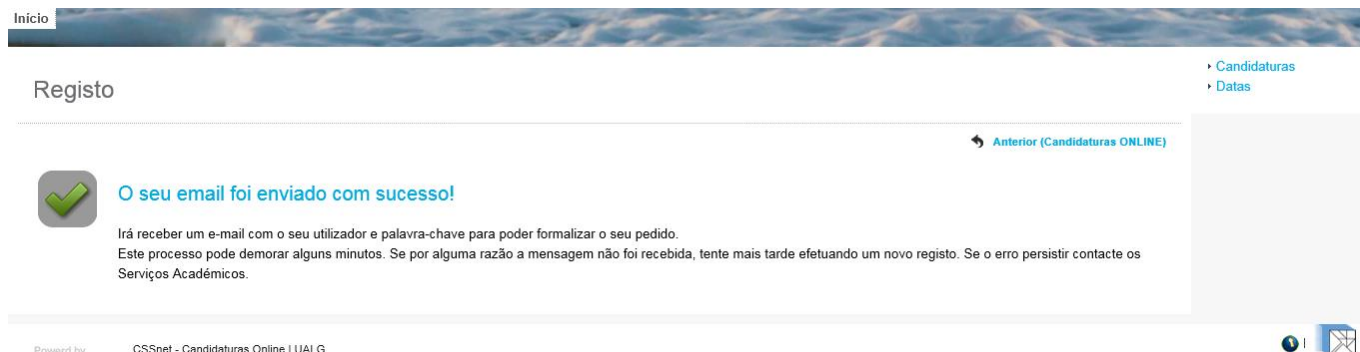 Início
Candidaturas
Datas
Registo
Anterior (Candidaturas ONLINE)
O seu email foi enviado com sucesso!
Irá receber um e-mail com o seu utilizador e palavra-chave para poder formalizar o seu pedido.
Este processo pode demorar alguns minutos. Se por alguma razão a mensagem não foi recebida, tente mais tarde efetuando um novo registo. Se o erro persistir contacte os
Serviços Académicos.
Powerd by
CSSnet - Candidaturas Online | UALG